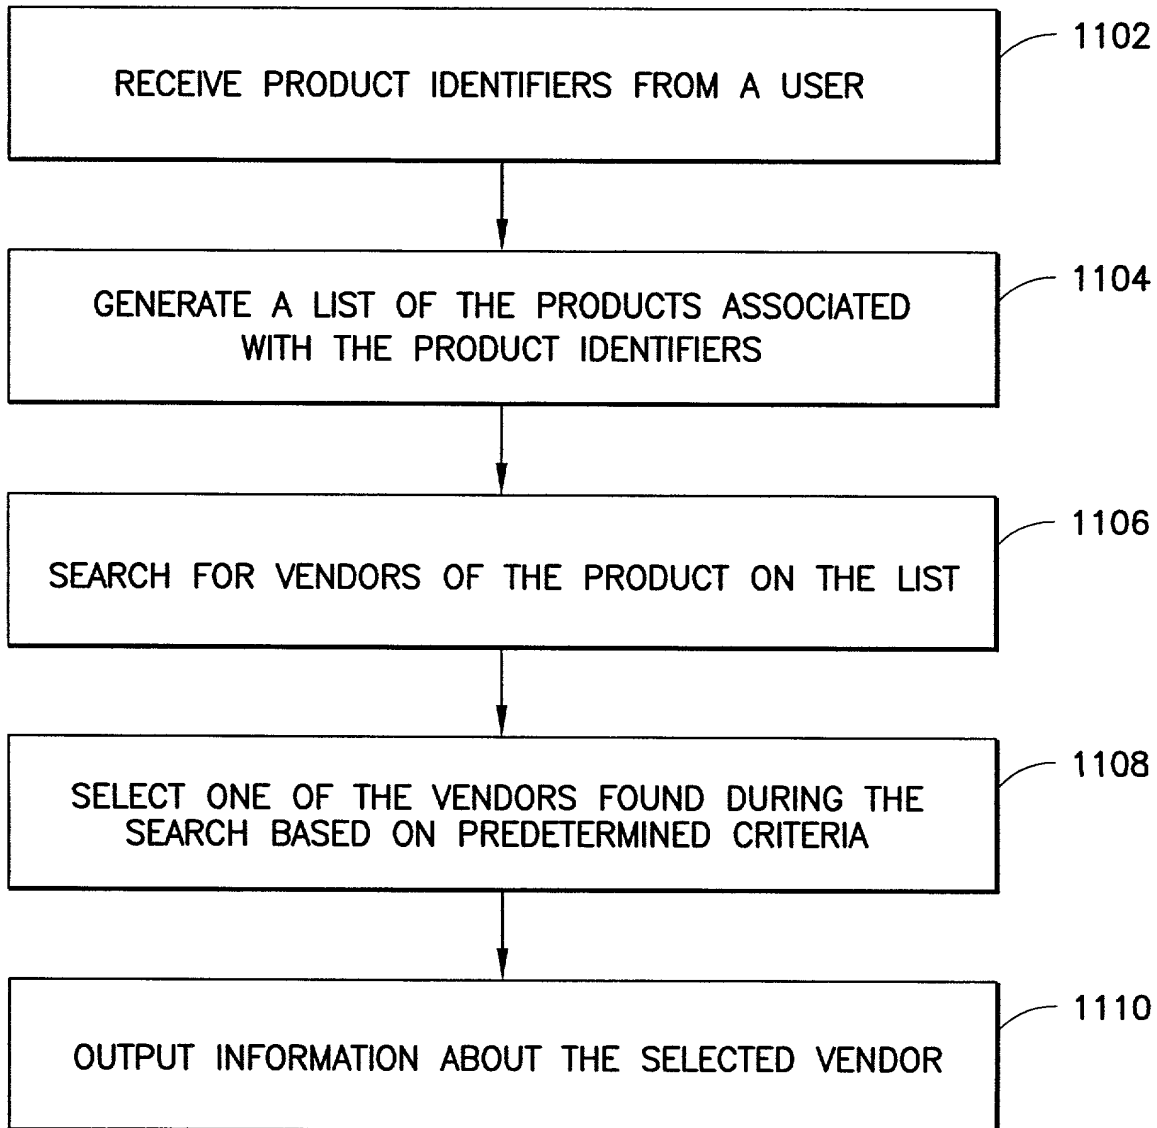 RECEIVE PRODUCT IDENTIFIERS FROM A USER
1102
GENERATE A LIST OF THE PRODUCTS ASSOCIATED
WITH THE PRODUCT IDENTIFIERS
1104
SEARCH FOR VENDORS OF THE PRODUCT ON THE LIST
1106
SELECT ONE OF THE VENDORS FOUND DURING THE
SEARCH BASED ON PREDETERMINED CRITERIA
1108
OUTPUT INFORMATION ABOUT THE SELECTED VENDOR
1110